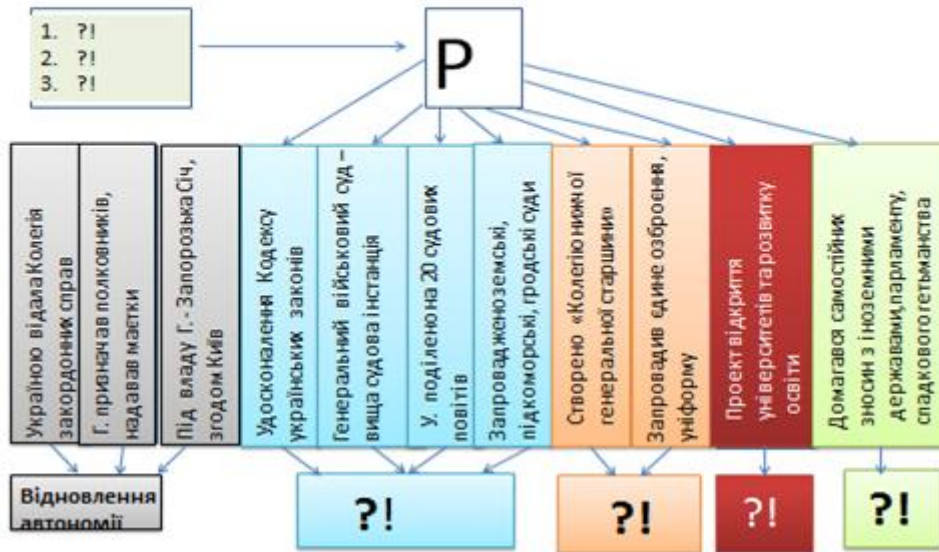 1. ?!
2. ?!
3. ?!
Р
Україною відала Колегія
закордонних справ
Г. призначав полковників,
надавав маєтки
Під владу Г.- Запорозька Січ,
згодом Київ
Удосконалення Кодексу
українських законів
Генеральний військовий суд –
вища судова інстанція
У. поділено на 20 судових
повітів
Запроваджено земські,
підкоморські, гродські суди
Створено «Колегію нижчої
генеральної старшини»
Запровадив єдине озброєння,
уніформу
Проект відкриття
університетів та розвитку
освіти
Домагався самостійних
зносин з іноземними
державами, парламенту,
спадкового гетьманства
Відновлення
автономії
?!
?!
?!
?!